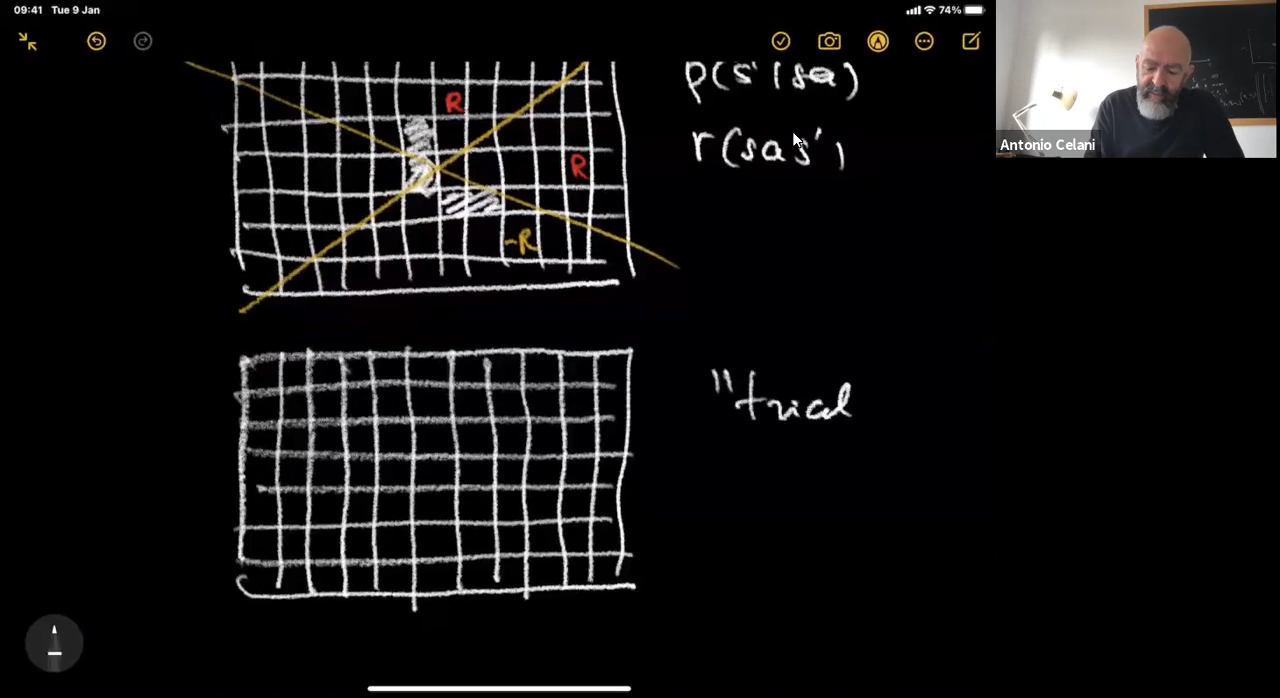 09:41 Tue 9 Jan 74%
p(s'|sa)
R
r(sas')
Antonio Celani
R
-R
"trial